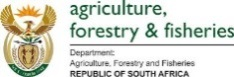 agriculture,
forestry & fisheries
Department:
Agriculture, Forestry and Fisheries
REPUBLIC OF SOUTH AFRICA